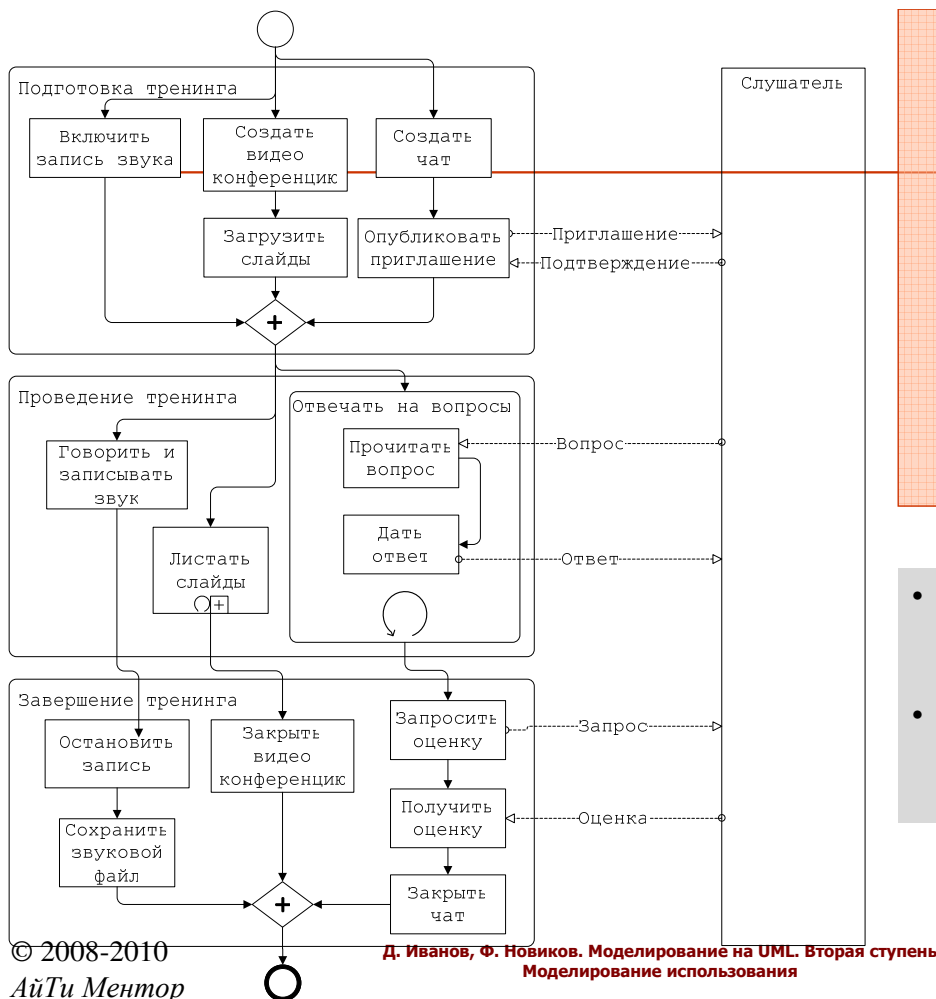 Подготовка тренинга
Слушатель
Включить
запись звука
Создать
видео
конференцию
Создать
чат
Загрузить
слайды
Опубликовать
приглашение
Приглашение
Подтверждение
+
Проведение тренинга
Отвечать на вопросы
Говорить и
записывать
звук
Прочитать
вопрос
Вопрос
Листать
слайды
+
Дать
ответ
Ответ
Завершение тренинга
Остановить
запись
Закрыть
видео
конференцию
Запросить
оценку
Запрос
Сохранить
звуковой
файл
Получить
оценку
Оценка
Закрыть
чат
+
© 2008-2010
АйТи Ментор
Д. Иванов, Ф. Новиков. Моделирование на UML. Вторая ступень
Моделирование использования